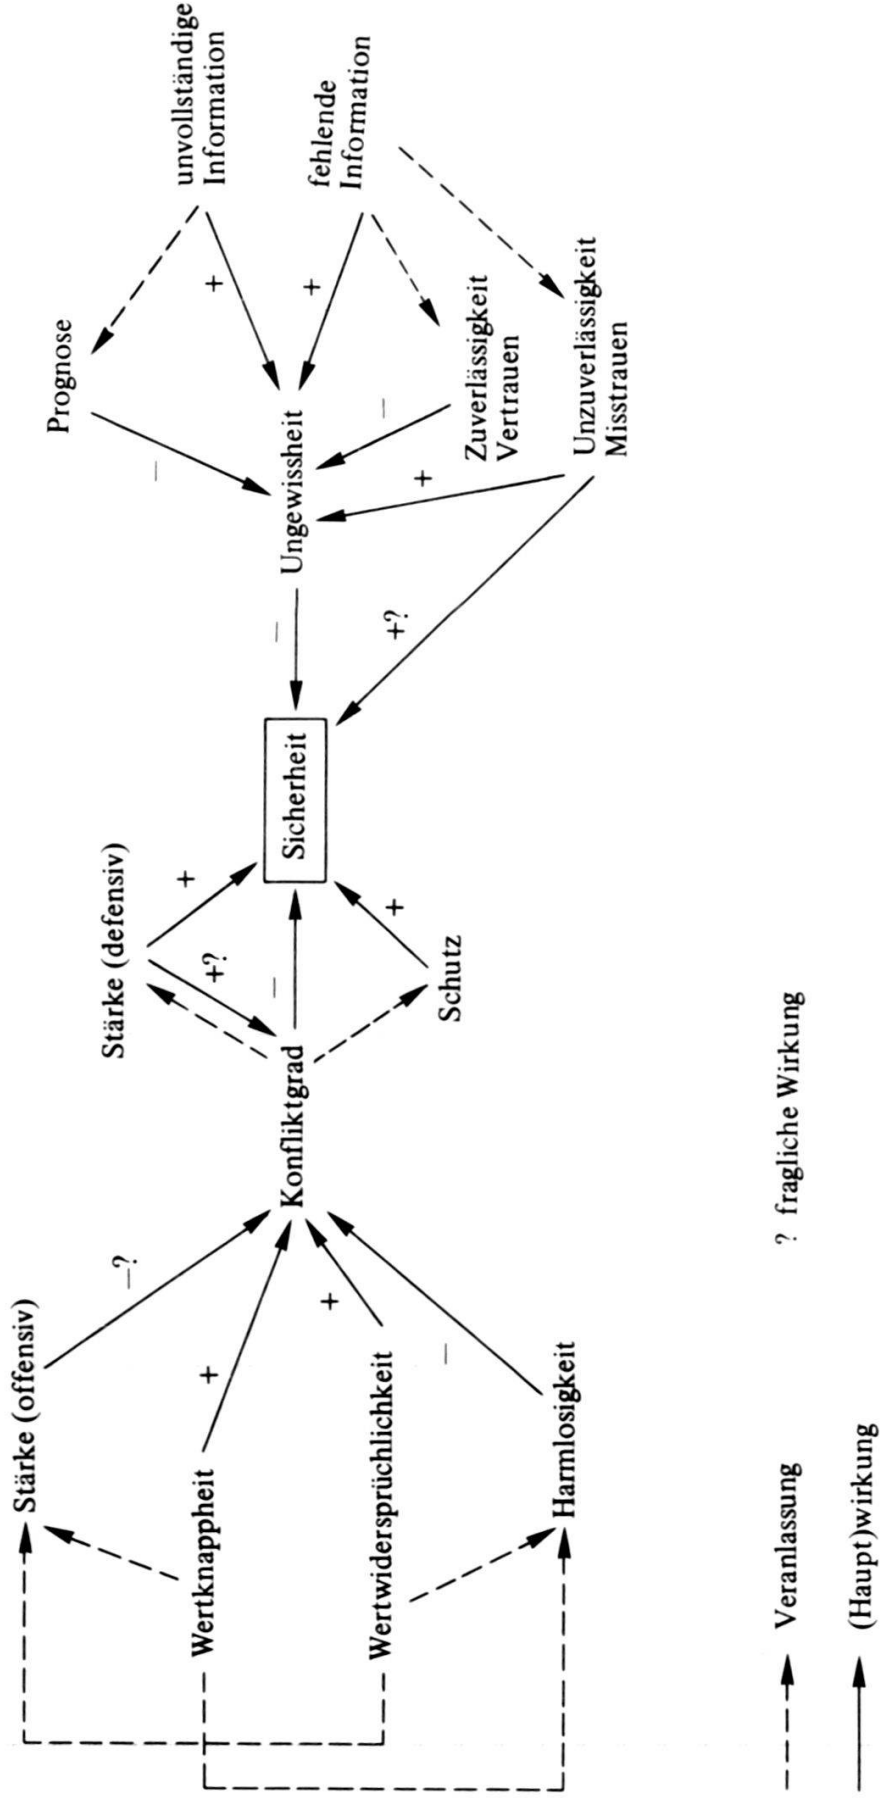 Stärke (offensiv)
–?
Wertknappheit
+
Wertwidersprüchlichkeit
+
Harmlosigkeit
–
Konfliktgrad
Stärke (defensiv)
+?
+
–
Schutz
+
Sicherheit
–
+?
Ungewissheit
Prognose
–
unvollständige
Information
+
fehlende
Information
+
Zuverlässigkeit
Vertrauen
–
Unzuverlässigkeit
Misstrauen
+
Veranlassung
? fragliche Wirkung
(Haupt)wirkung